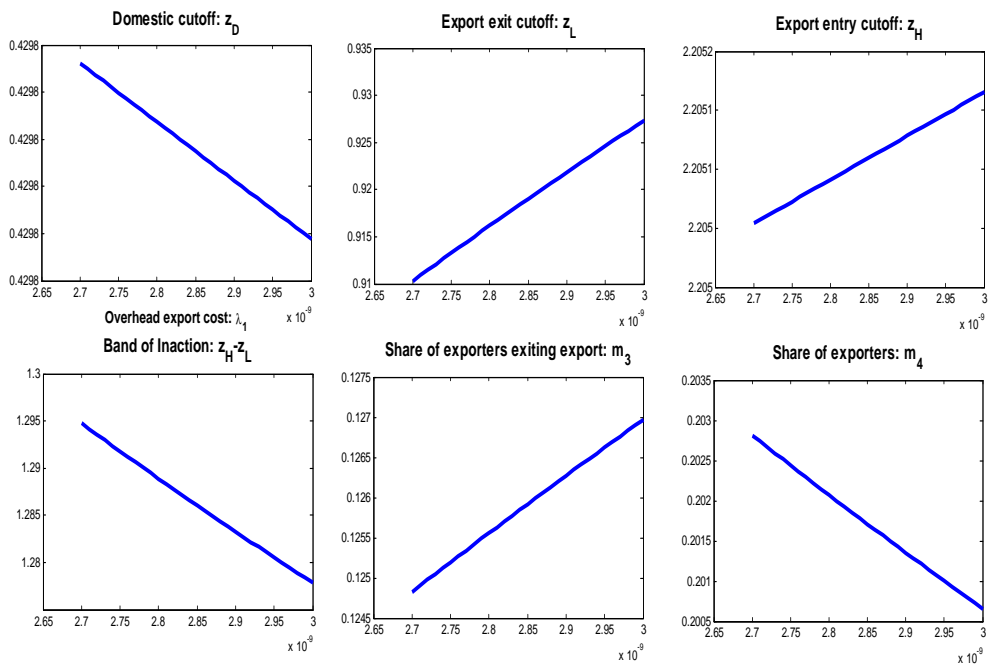 Domestic cutoff: z_D
0.4298
0.4298
0.4298
0.4298
0.4298
0.4298
2.65 2.7 2.75 2.8 2.85 2.9 2.95 3
x 10^-9
Overhead export cost: λ_1
Export exit cutoff: z_L
0.935
0.93
0.925
0.92
0.915
0.91
2.65 2.7 2.75 2.8 2.85 2.9 2.95 3
x 10^-9
Export entry cutoff: z_H
2.2052
2.2051
2.2051
2.205
2.205
2.65 2.7 2.75 2.8 2.85 2.9 2.95 3
x 10^-9
Band of Inaction: z_H-z_L
1.3
1.295
1.29
1.285
1.28
2.65 2.7 2.75 2.8 2.85 2.9 2.95 3
x 10^-9
Share of exporters exiting export: m_3
0.1275
0.127
0.1265
0.126
0.1255
0.125
0.1245
2.65 2.7 2.75 2.8 2.85 2.9 2.95 3
x 10^-9
Share of exporters: m_4
0.2035
0.203
0.2025
0.202
0.2015
0.201
0.2005
2.65 2.7 2.75 2.8 2.85 2.9 2.95 3
x 10^-9